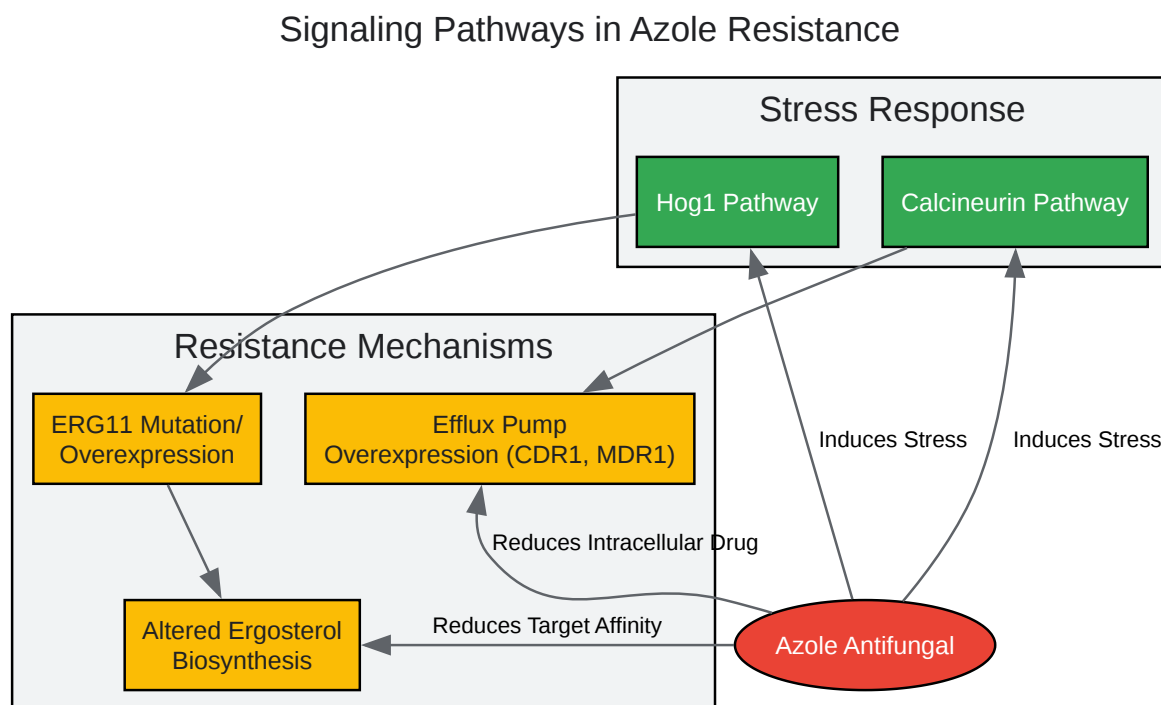 Signaling Pathways in Azole Resistance
Stress Response
Hog1 Pathway
Calcineurin Pathway
Resistance Mechanisms
ERG11 Mutation/
Overexpression
Efflux Pump
Overexpression (CDR1, MDR1)
Induces Stress
Induces Stress
Reduces Intracellular Drug
Altered Ergosterol
Biosynthesis
Reduces Target Affinity
Azole Antifungal